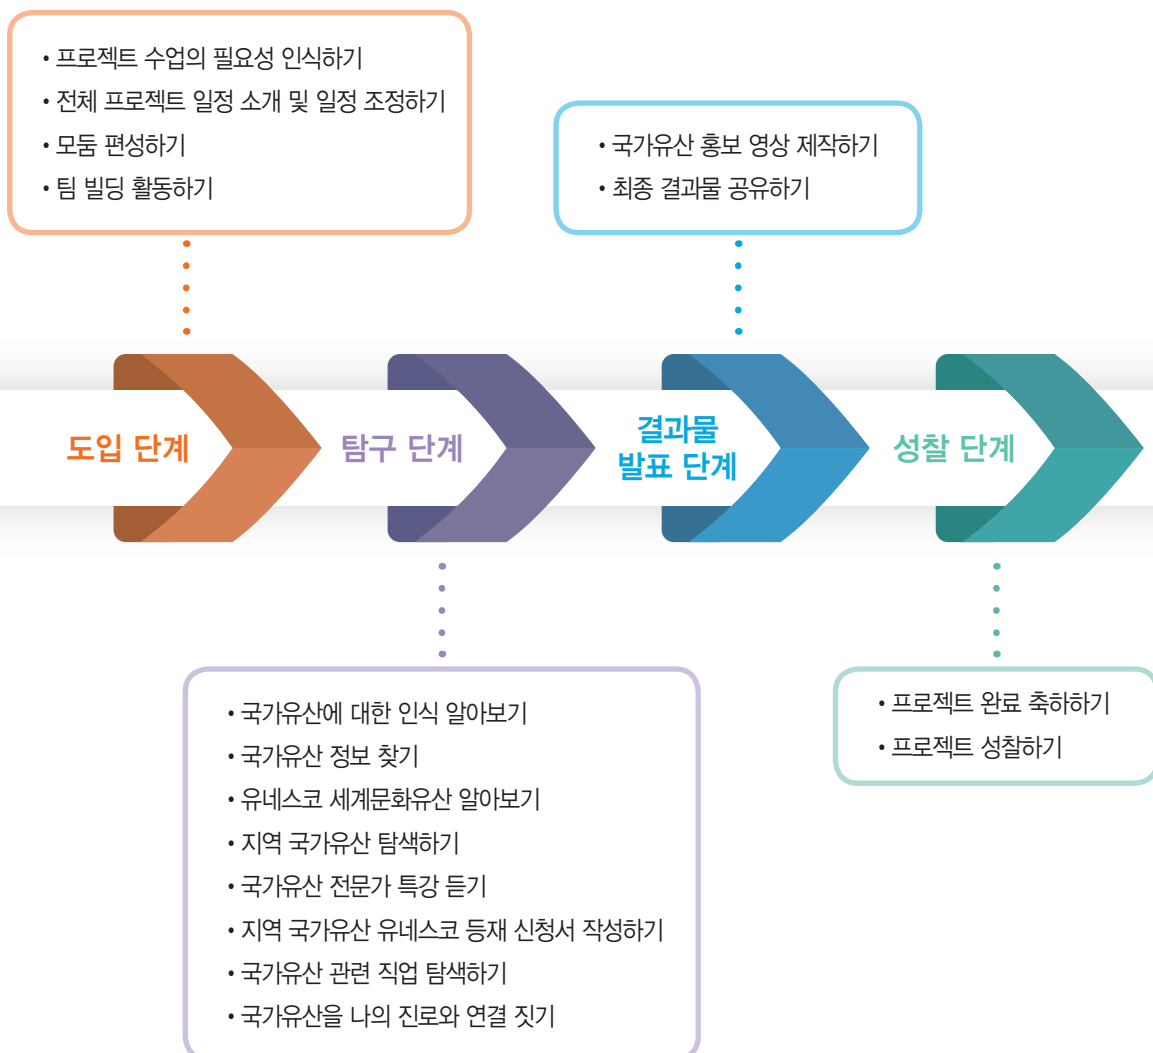 • 프로젝트 수업의 필요성 인식하기
• 전체 프로젝트 일정 소개 및 일정 조정하기
• 모둠 편성하기
• 팀 빌딩 활동하기
• 국가유산 홍보 영상 제작하기
• 최종 결과물 공유하기
도입 단계
탐구 단계
결과물
발표 단계
성찰 단계
• 국가유산에 대한 인식 알아보기
• 국가유산 정보 찾기
• 유네스코 세계문화유산 알아보기
• 지역 국가유산 탐색하기
• 국가유산 전문가 특강 듣기
• 지역 국가유산 유네스코 등재 신청서 작성하기
• 국가유산 관련 직업 탐색하기
• 국가유산을 나의 진로와 연결 짓기
• 프로젝트 완료 축하하기
• 프로젝트 성찰하기